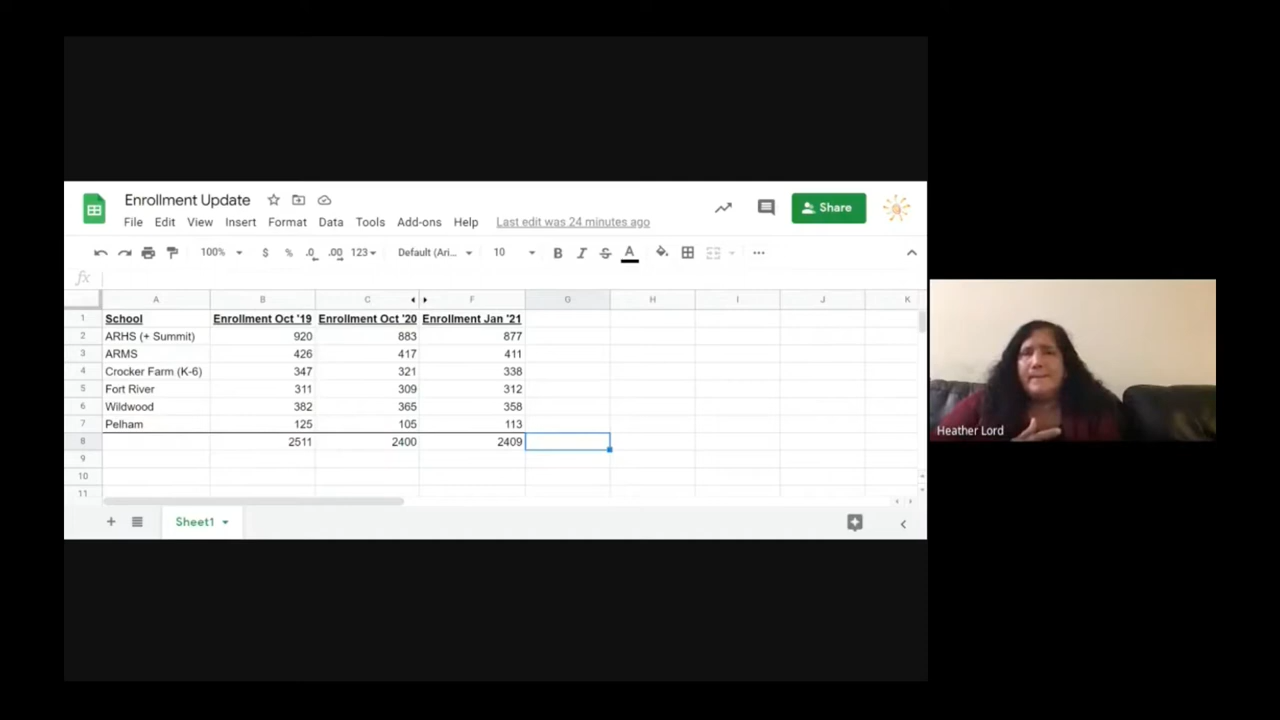 Enrollment Update
File Edit View Insert Format Data Tools Add-ons Help Last edit was 24 minutes ago
Share
100% $ % .0 .00 123 Default (Ari... 10 B I S A
fx
A B C F G H I J K
1 School Enrollment Oct '19 Enrollment Oct '20 Enrollment Jan '21
2 ARHS (+ Summit) 920 883 877
3 ARMS 426 417 411
4 Crocker Farm (K-6) 347 321 338
5 Fort River 311 309 312
6 Wildwood 382 365 358
7 Pelham 125 105 113
8 2511 2400 2409
9
10
11
Sheet1
Heather Lord